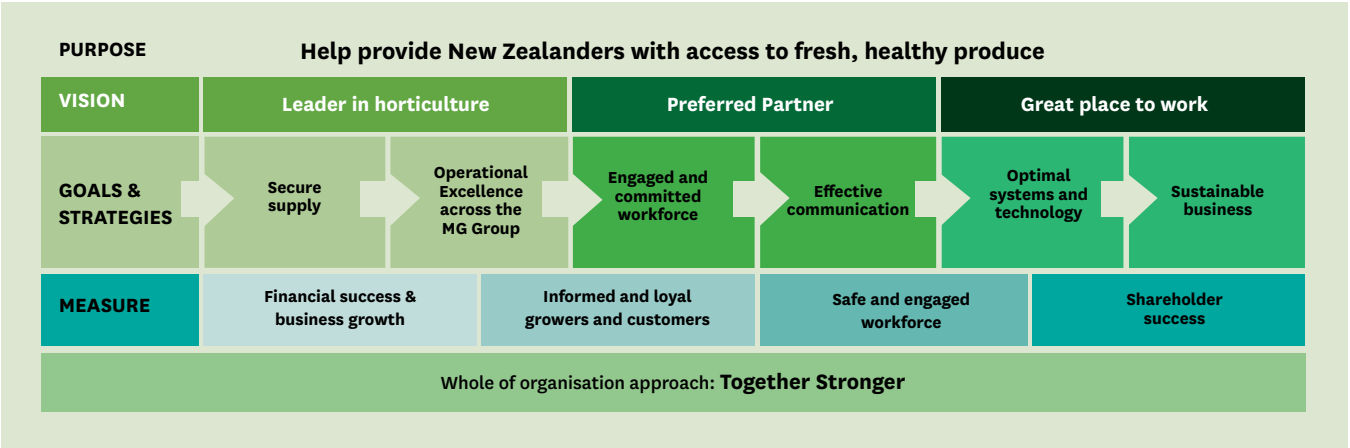 PURPOSE
Help provide New Zealanders with access to fresh, healthy produce
VISION
Leader in horticulture
Preferred Partner
Great place to work
GOALS &
STRATEGIES
Secure
supply
Operational
Excellence
across the
MG Group
Engaged and
committed
workforce
Effective
communication
Optimal
systems and
technology
Sustainable
business
MEASURE
Financial success &
business growth
Informed and loyal
growers and customers
Safe and engaged
workforce
Shareholder
success
Whole of organisation approach: Together Stronger